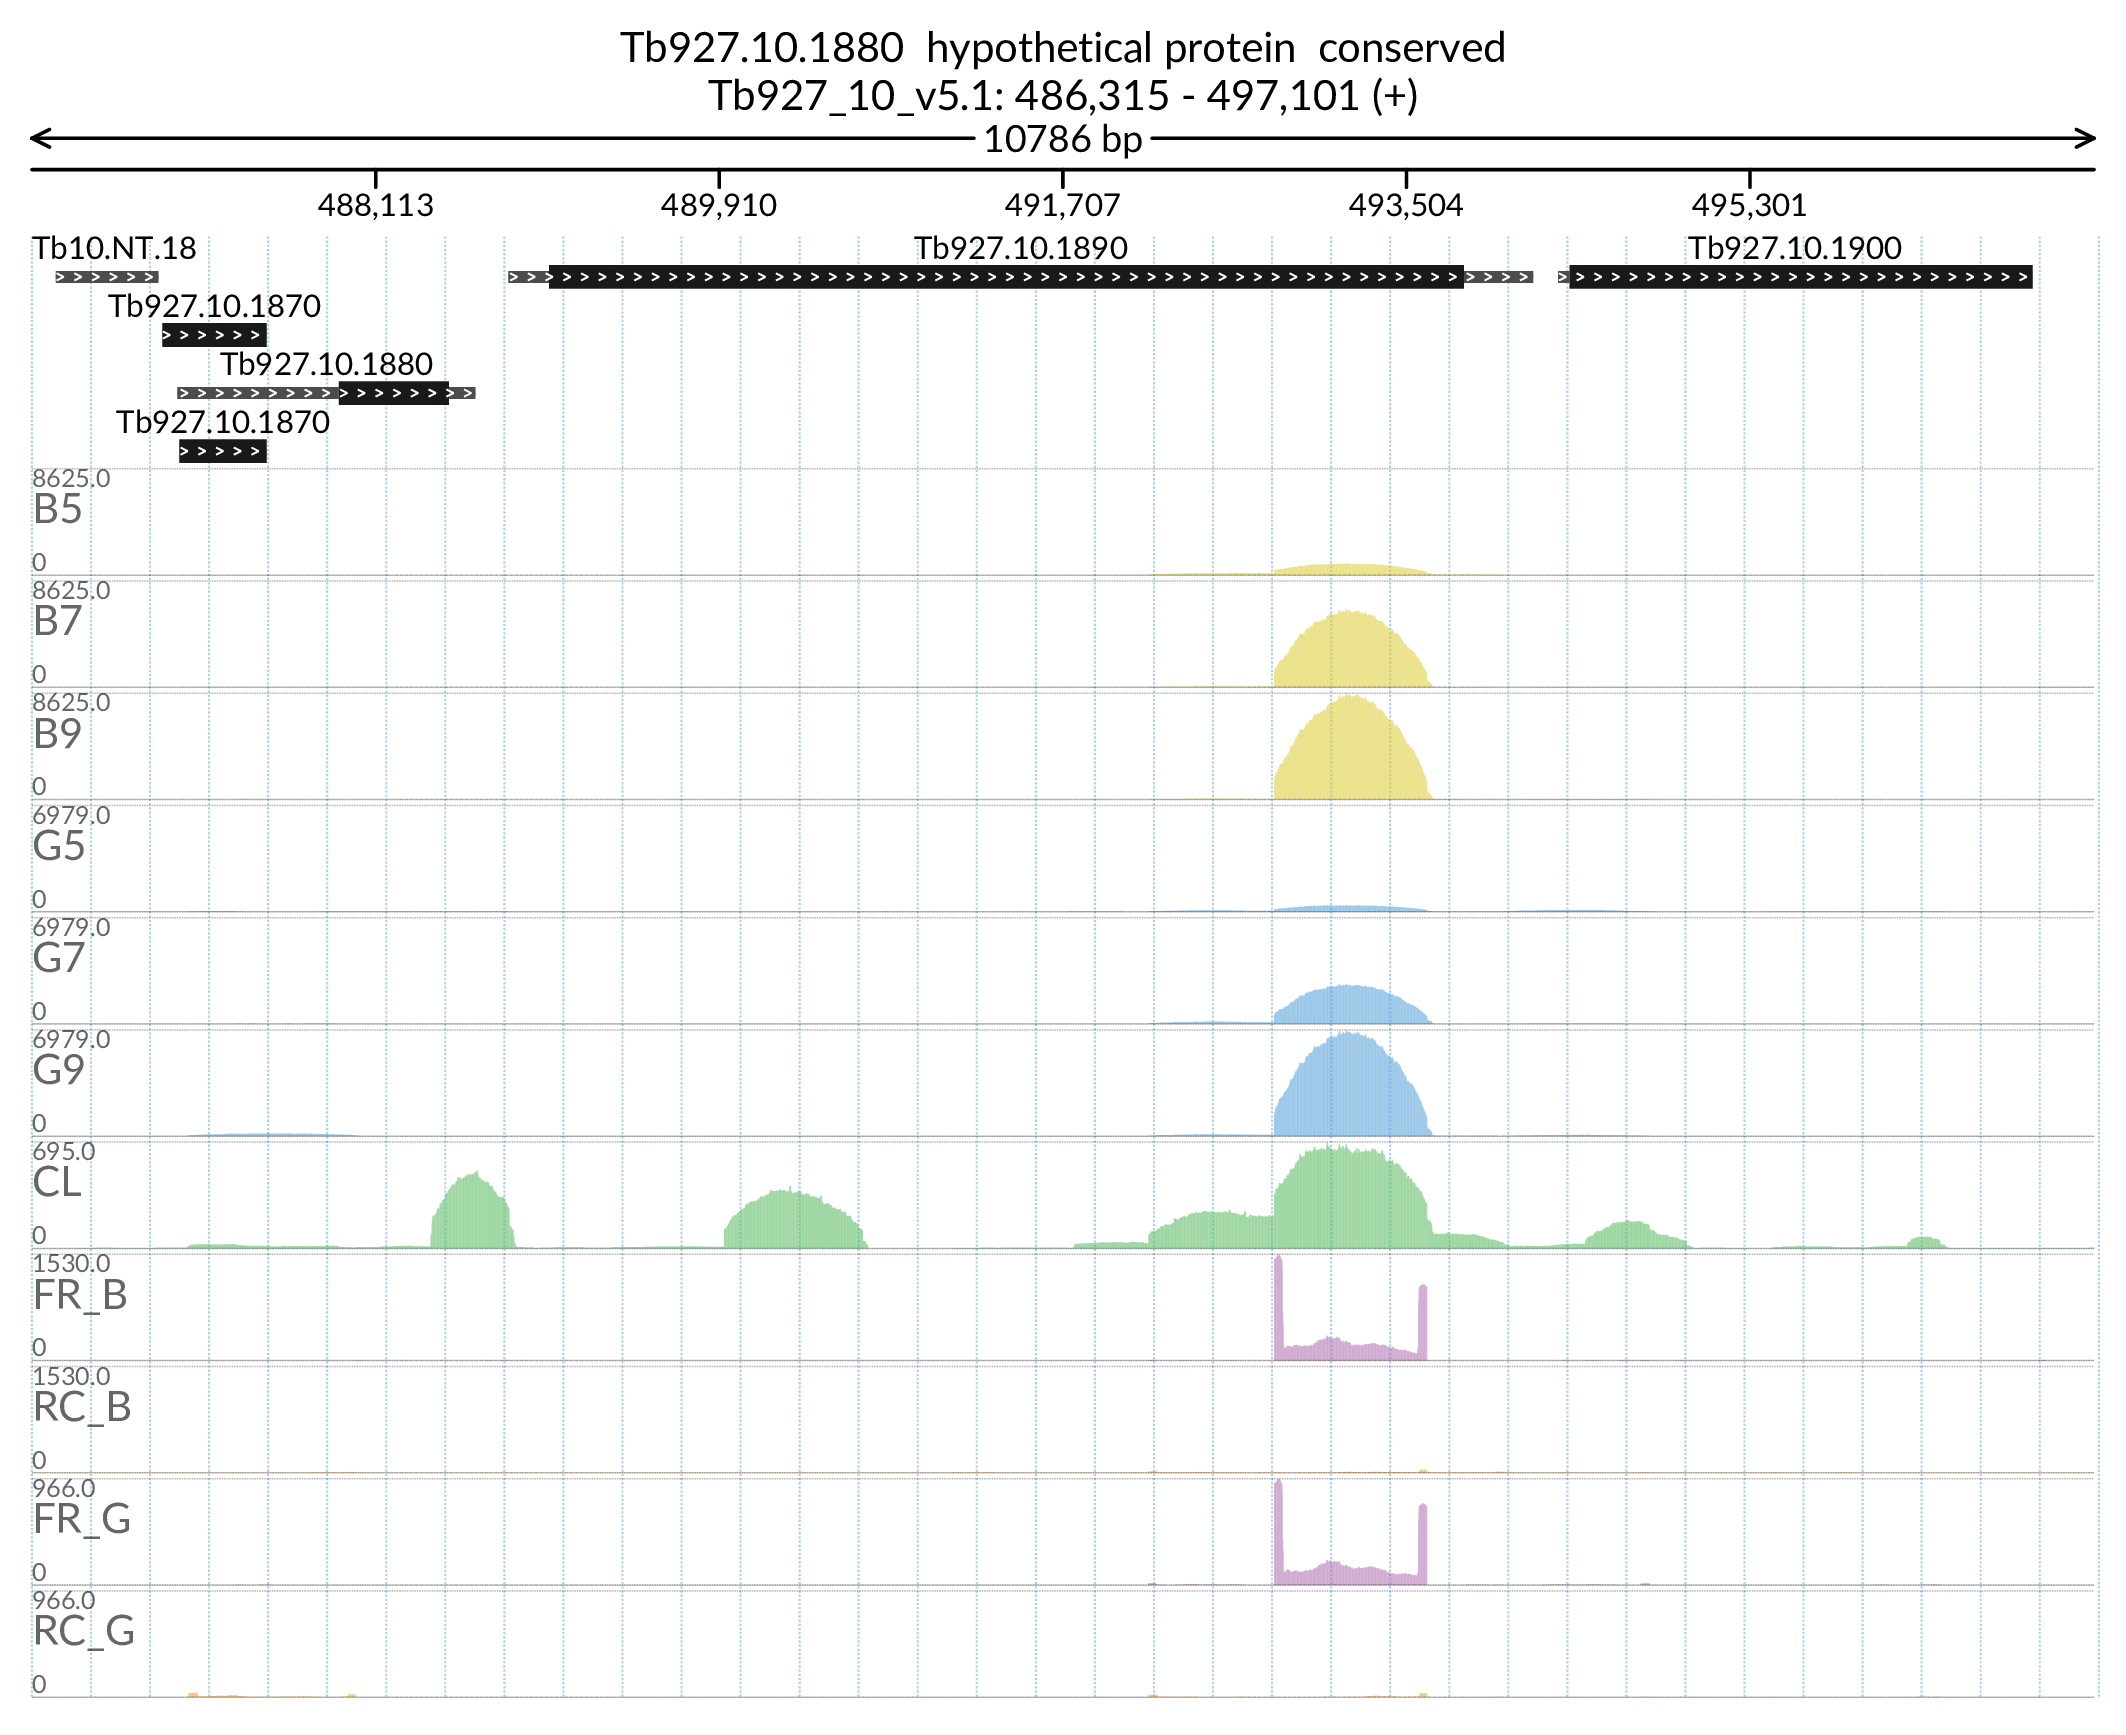 Tb927.10.1880  hypothetical protein  conserved
Tb927_10_v5.1: 486,315 - 497,101 (+)
10786 bp
488,113 489,910 491,707 493,504 495,301
Tb10.NT.18 Tb927.10.1890 Tb927.10.1900
Tb927.10.1870
Tb927.10.1880
Tb927.10.1870
8625.0
B5
0
8625.0
B7
0
8625.0
B9
0
6979.0
G5
0
6979.0
G7
0
6979.0
G9
0
695.0
CL
0
1530.0
FR_B
0
1530.0
RC_B
0
966.0
FR_G
0
966.0
RC_G
0